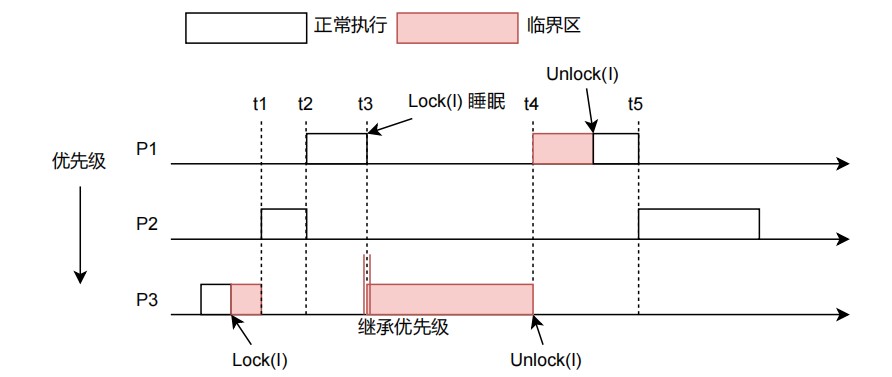 正常执行
临界区
Unlock(l)
t1
t2
t3
Lock(l) 睡眠
t4
t5
P1
优先级
P2
P3
继承优先级
Lock(l)
Unlock(l)